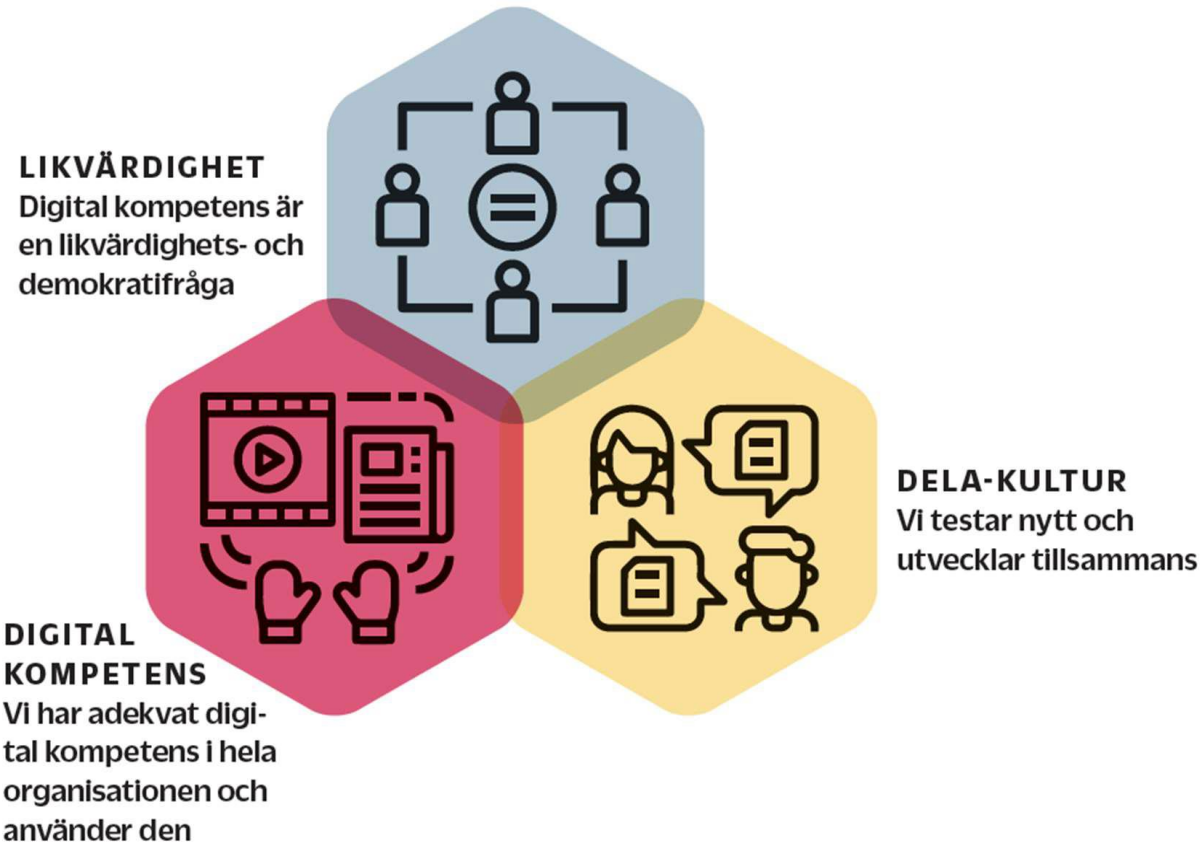 LIKVÄRDIGHET
Digital kompetens är
en likvärdighets- och
demokratifråga
DELA-KULTUR
Vi testar nytt och
utvecklar tillsammans
DIGITAL
KOMPETENS
Vi har adekvat digi-
tal kompetens i hela
organisationen och
använder den